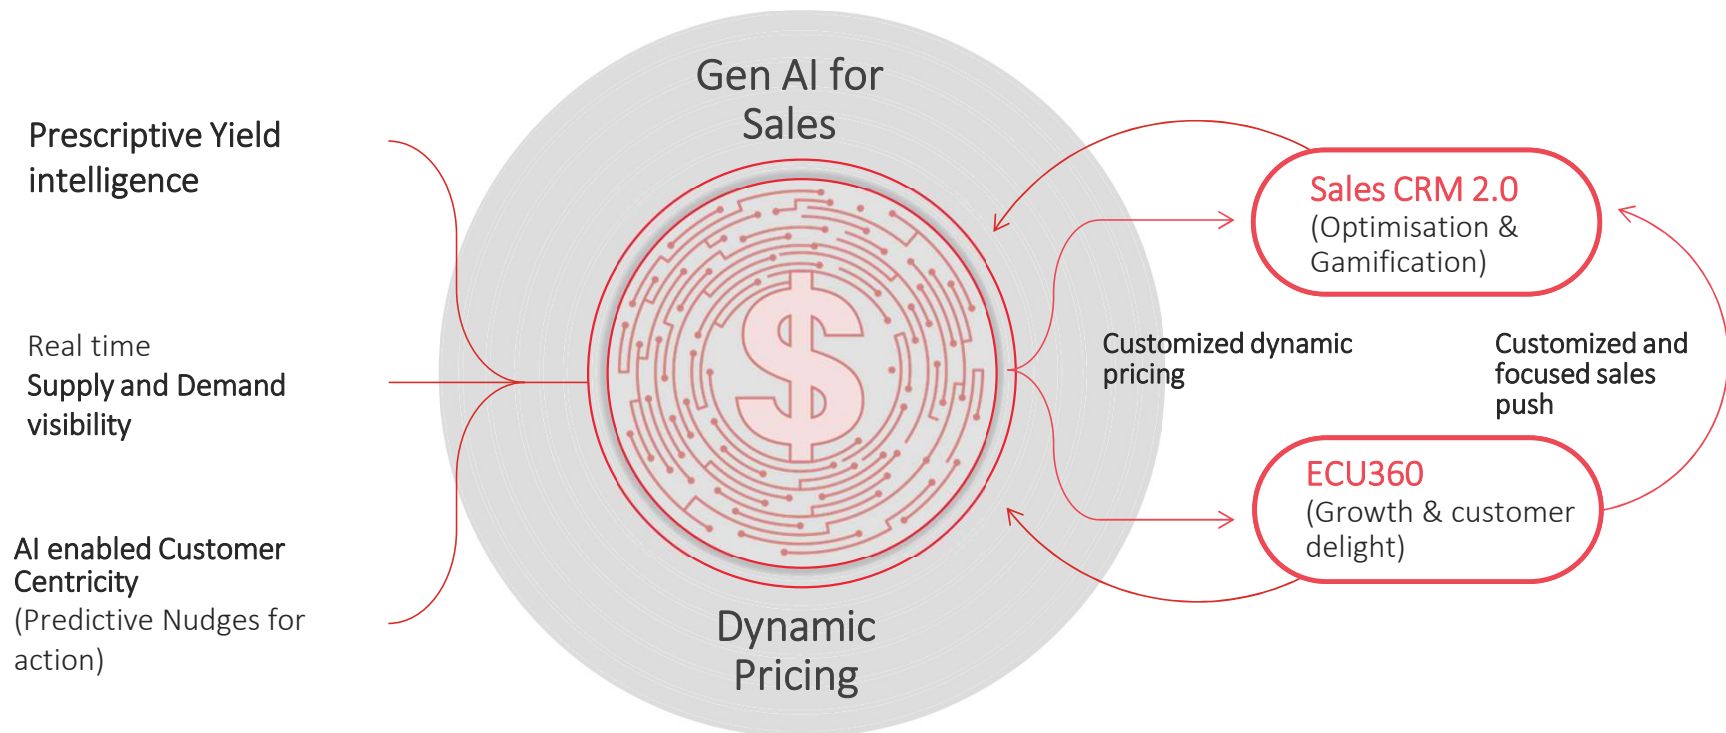 Prescriptive Yield
intelligence
Real time
Supply and Demand
visibility
AI enabled Customer
Centricity
(Predictive Nudges for
action)
Gen AI for
Sales
Dynamic
Pricing
Customized dynamic
pricing
Sales CRM 2.0
(Optimisation &
Gamification)
Customized and
focused sales
push
ECU360
(Growth & customer
delight)